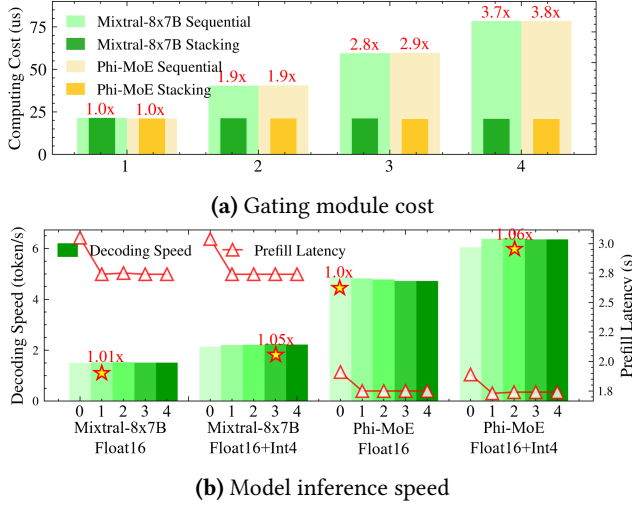 Computing Cost (us)
75
50
25
0
Mixtral-8x7B Sequential
Mixtral-8x7B Stacking
Phi-MoE Sequential
Phi-MoE Stacking
1.0x 1.0x 1.9x 1.9x 2.8x 2.9x 3.7x 3.8x
1 2 3 4
(a) Gating module cost
Decoding Speed (token/s)
6
4
2
0
Decoding Speed Prefill Latency
1.01x 1.05x 1.0x 1.06x
3.0
2.8
2.5
2.2
2.0
1.8
Prefill Latency (s)
0 1 2 3 4 0 1 2 3 4 0 1 2 3 4 0 1 2 3 4
Mixtral-8x7B Mixtral-8x7B Phi-MoE Phi-MoE
Float16 Float16+Int4 Float16 Float16+Int4
(b) Model inference speed